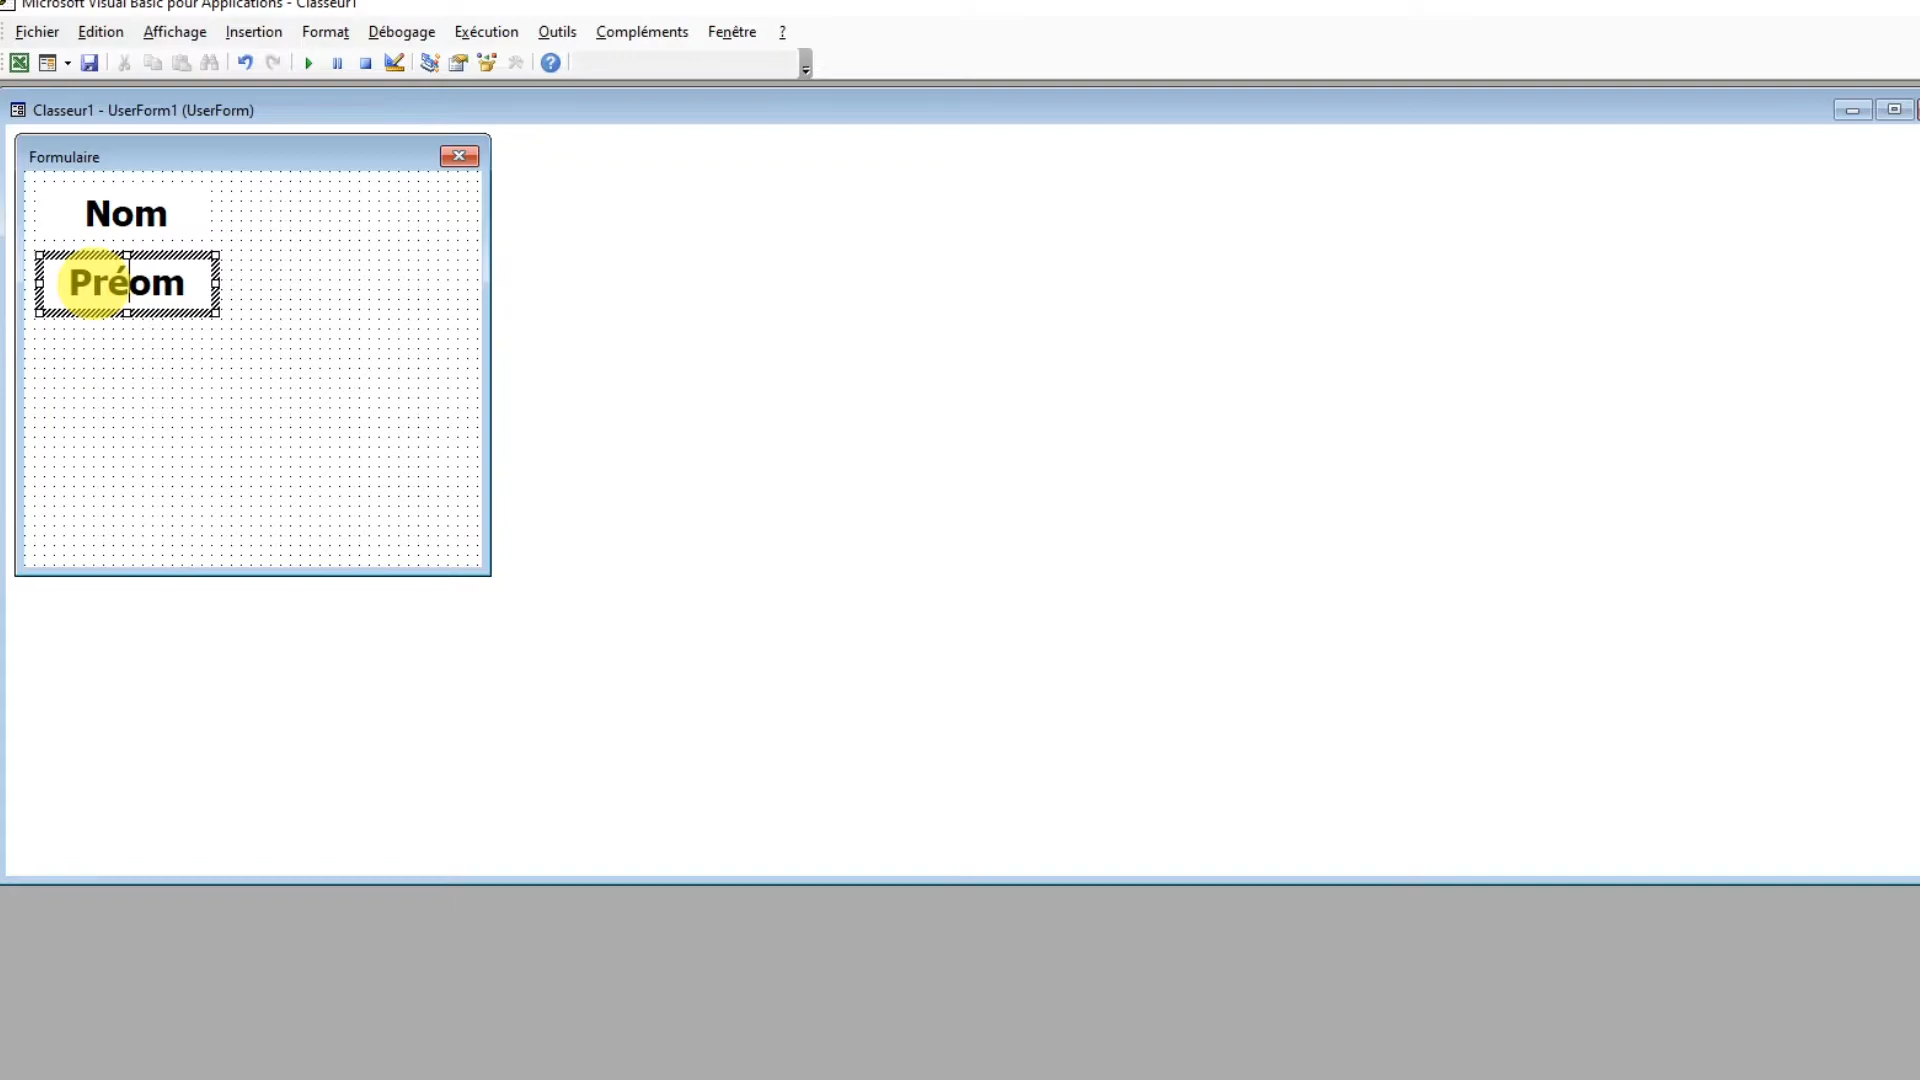 Microsoft Visual Basic pour Applications - Classeur1
Fichier Edition Affichage Insertion Format Débogage Exécution Outils Compléments Fenêtre ?
Classeur1 - UserForm1 (UserForm)
Formulaire
Nom
Préom